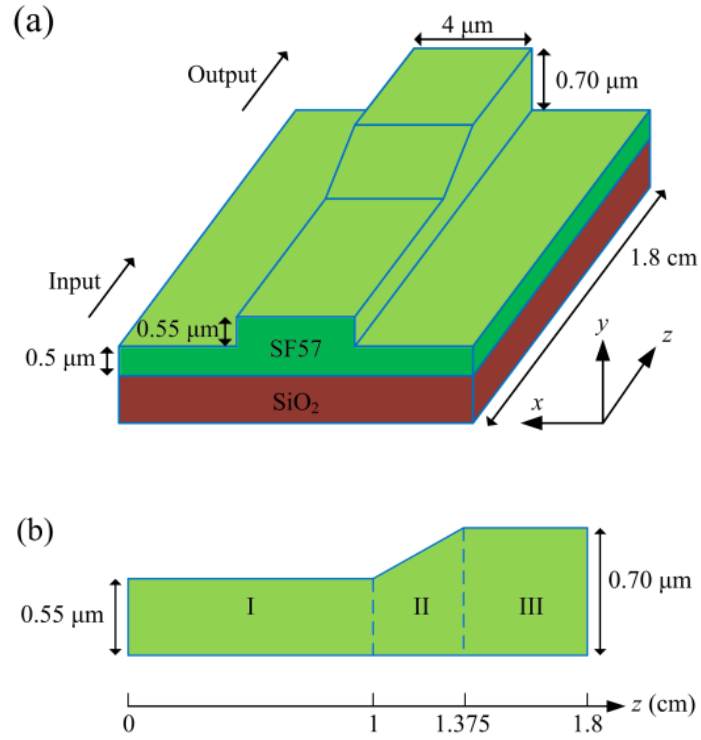 (a)
4 μm
Output
0.70 μm
Input
0.55 μm
1.8 cm
0.5 μm
SF57
y
z
SiO₂
x
(b)
0.70 μm
I
II
III
0.55 μm
z (cm)
0
1
1.375
1.8